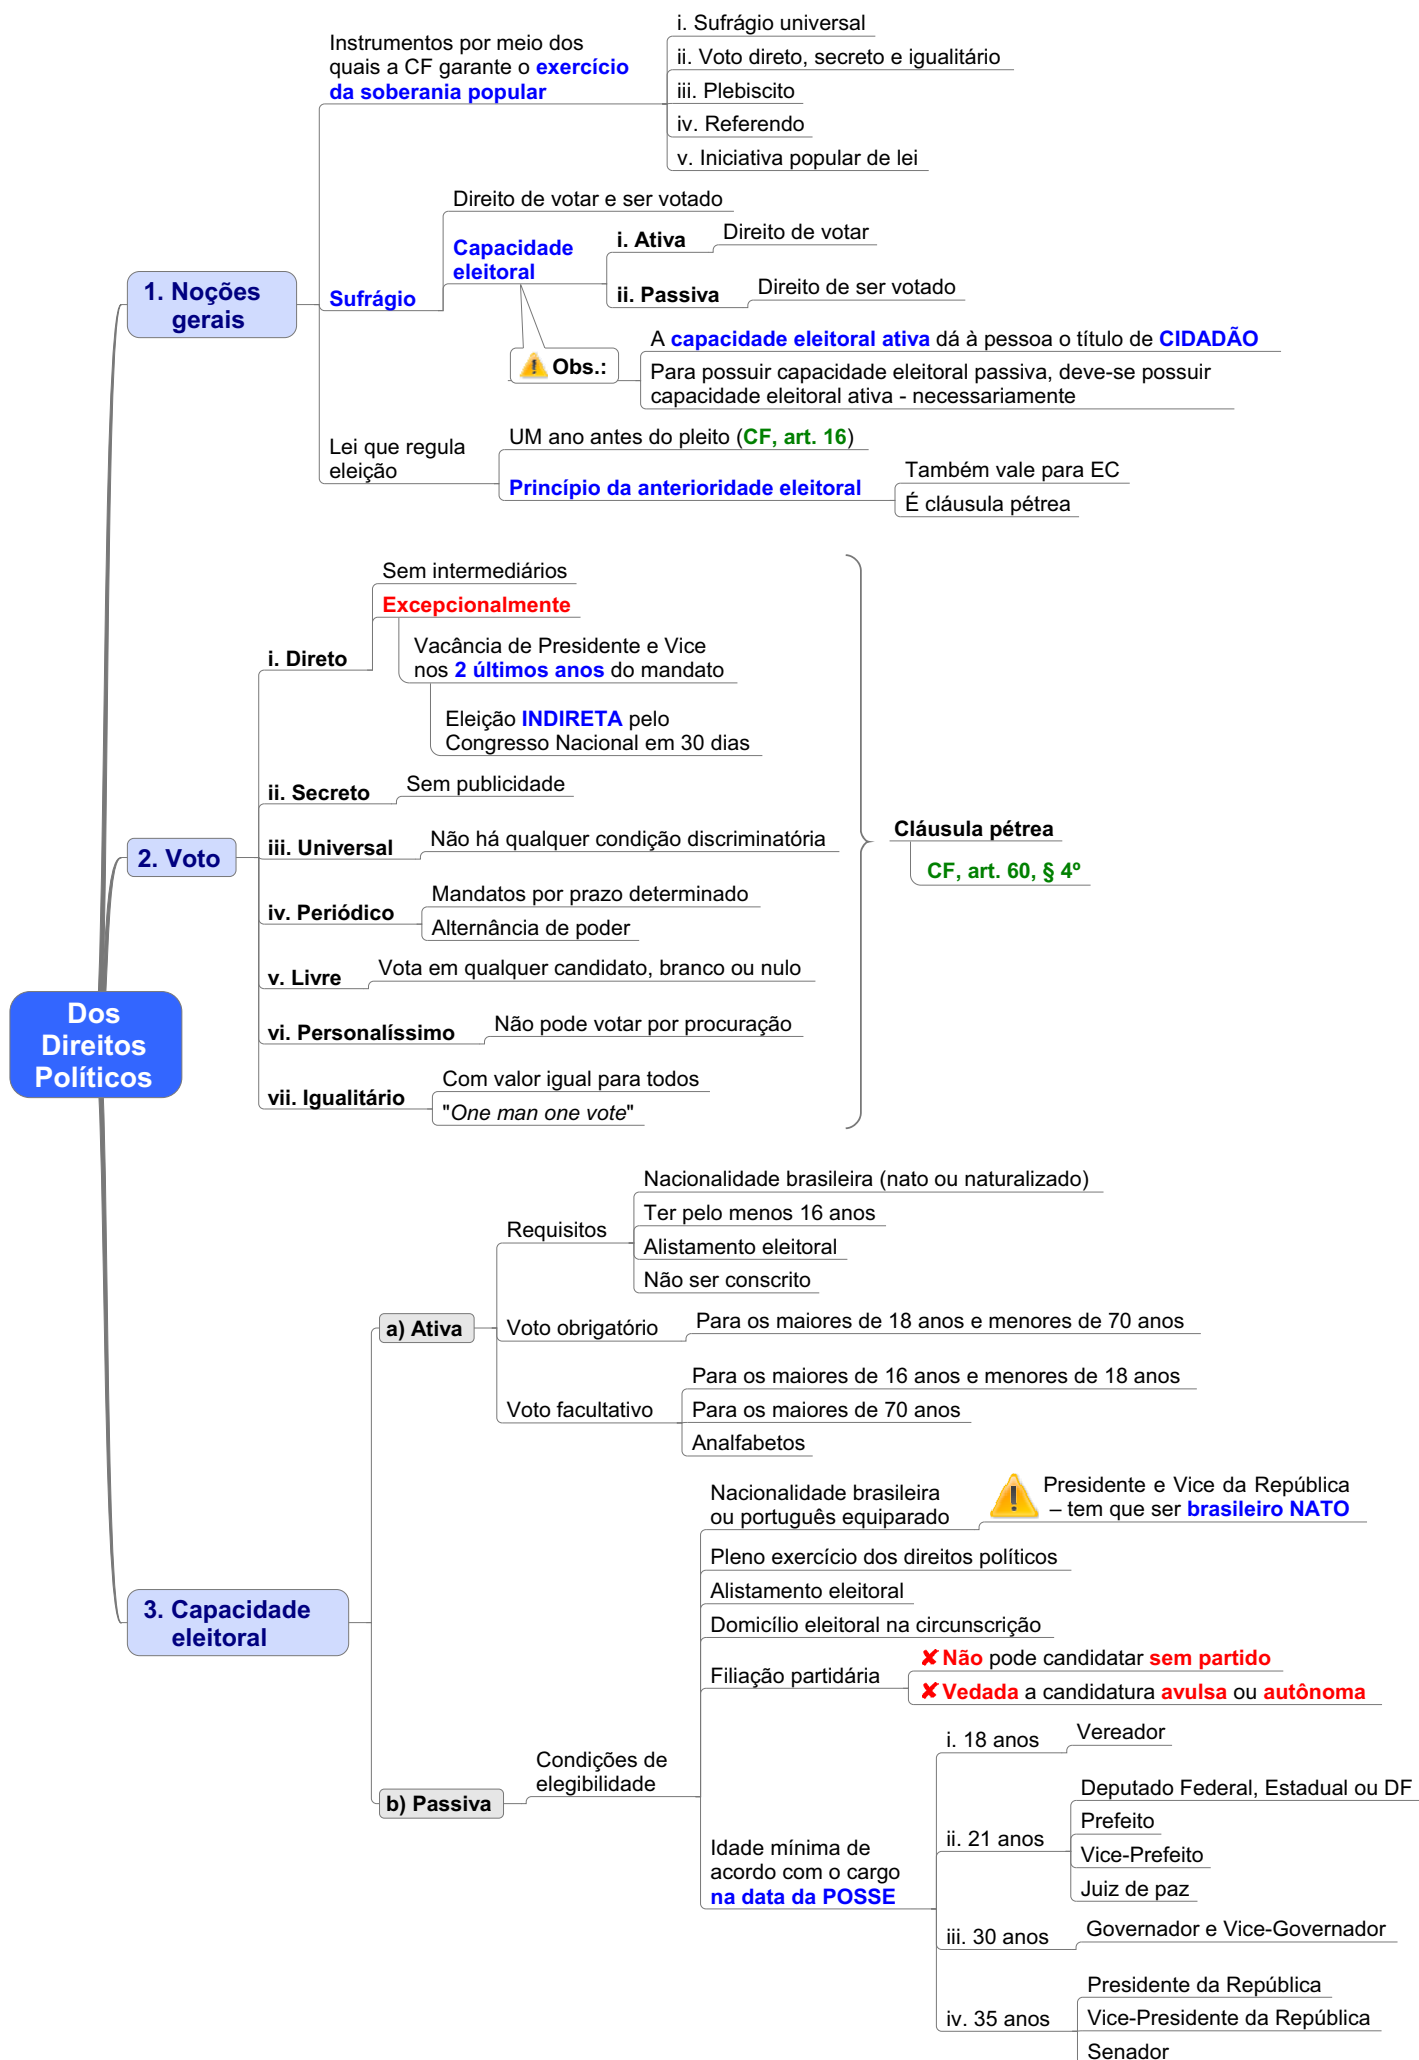 Dos
Direitos
Políticos
1. Noções
gerais
Instrumentos por meio dos
quais a CF garante o exercício
da soberania popular
i. Sufrágio universal
ii. Voto direto, secreto e igualitário
iii. Plebiscito
iv. Referendo
v. Iniciativa popular de lei
Sufrágio
Direito de votar e ser votado
Capacidade
eleitoral
i. Ativa
Direito de votar
ii. Passiva
Direito de ser votado
Obs.:
A capacidade eleitoral ativa dá à pessoa o título de CIDADÃO
Para possuir capacidade eleitoral passiva, deve-se possuir
capacidade eleitoral ativa - necessariamente
Lei que regula
eleição
UM ano antes do pleito (CF, art. 16)
Princípio da anterioridade eleitoral
Também vale para EC
É cláusula pétrea
2. Voto
i. Direto
Sem intermediários
Excepcionalmente
Vacância de Presidente e Vice
nos 2 últimos anos do mandato
Eleição INDIRETA pelo
Congresso Nacional em 30 dias
ii. Secreto
Sem publicidade
iii. Universal
Não há qualquer condição discriminatória
iv. Periódico
Mandatos por prazo determinado
Alternância de poder
v. Livre
Vota em qualquer candidato, branco ou nulo
vi. Personalíssimo
Não pode votar por procuração
vii. Igualitário
Com valor igual para todos
"One man one vote"
Cláusula pétrea
CF, art. 60, § 4º
3. Capacidade
eleitoral
a) Ativa
Requisitos
Nacionalidade brasileira (nato ou naturalizado)
Ter pelo menos 16 anos
Alistamento eleitoral
Não ser conscrito
Voto obrigatório
Para os maiores de 18 anos e menores de 70 anos
Voto facultativo
Para os maiores de 16 anos e menores de 18 anos
Para os maiores de 70 anos
Analfabetos
b) Passiva
Condições de
elegibilidade
Nacionalidade brasileira
ou português equiparado
Presidente e Vice da República
– tem que ser brasileiro NATO
Pleno exercício dos direitos políticos
Alistamento eleitoral
Domicílio eleitoral na circunscrição
Filiação partidária
✘ Não pode candidatar sem partido
✘ Vedada a candidatura avulsa ou autônoma
Idade mínima de
acordo com o cargo
na data da POSSE
i. 18 anos
Vereador
ii. 21 anos
Deputado Federal, Estadual ou DF
Prefeito
Vice-Prefeito
Juiz de paz
iii. 30 anos
Governador e Vice-Governador
iv. 35 anos
Presidente da República
Vice-Presidente da República
Senador